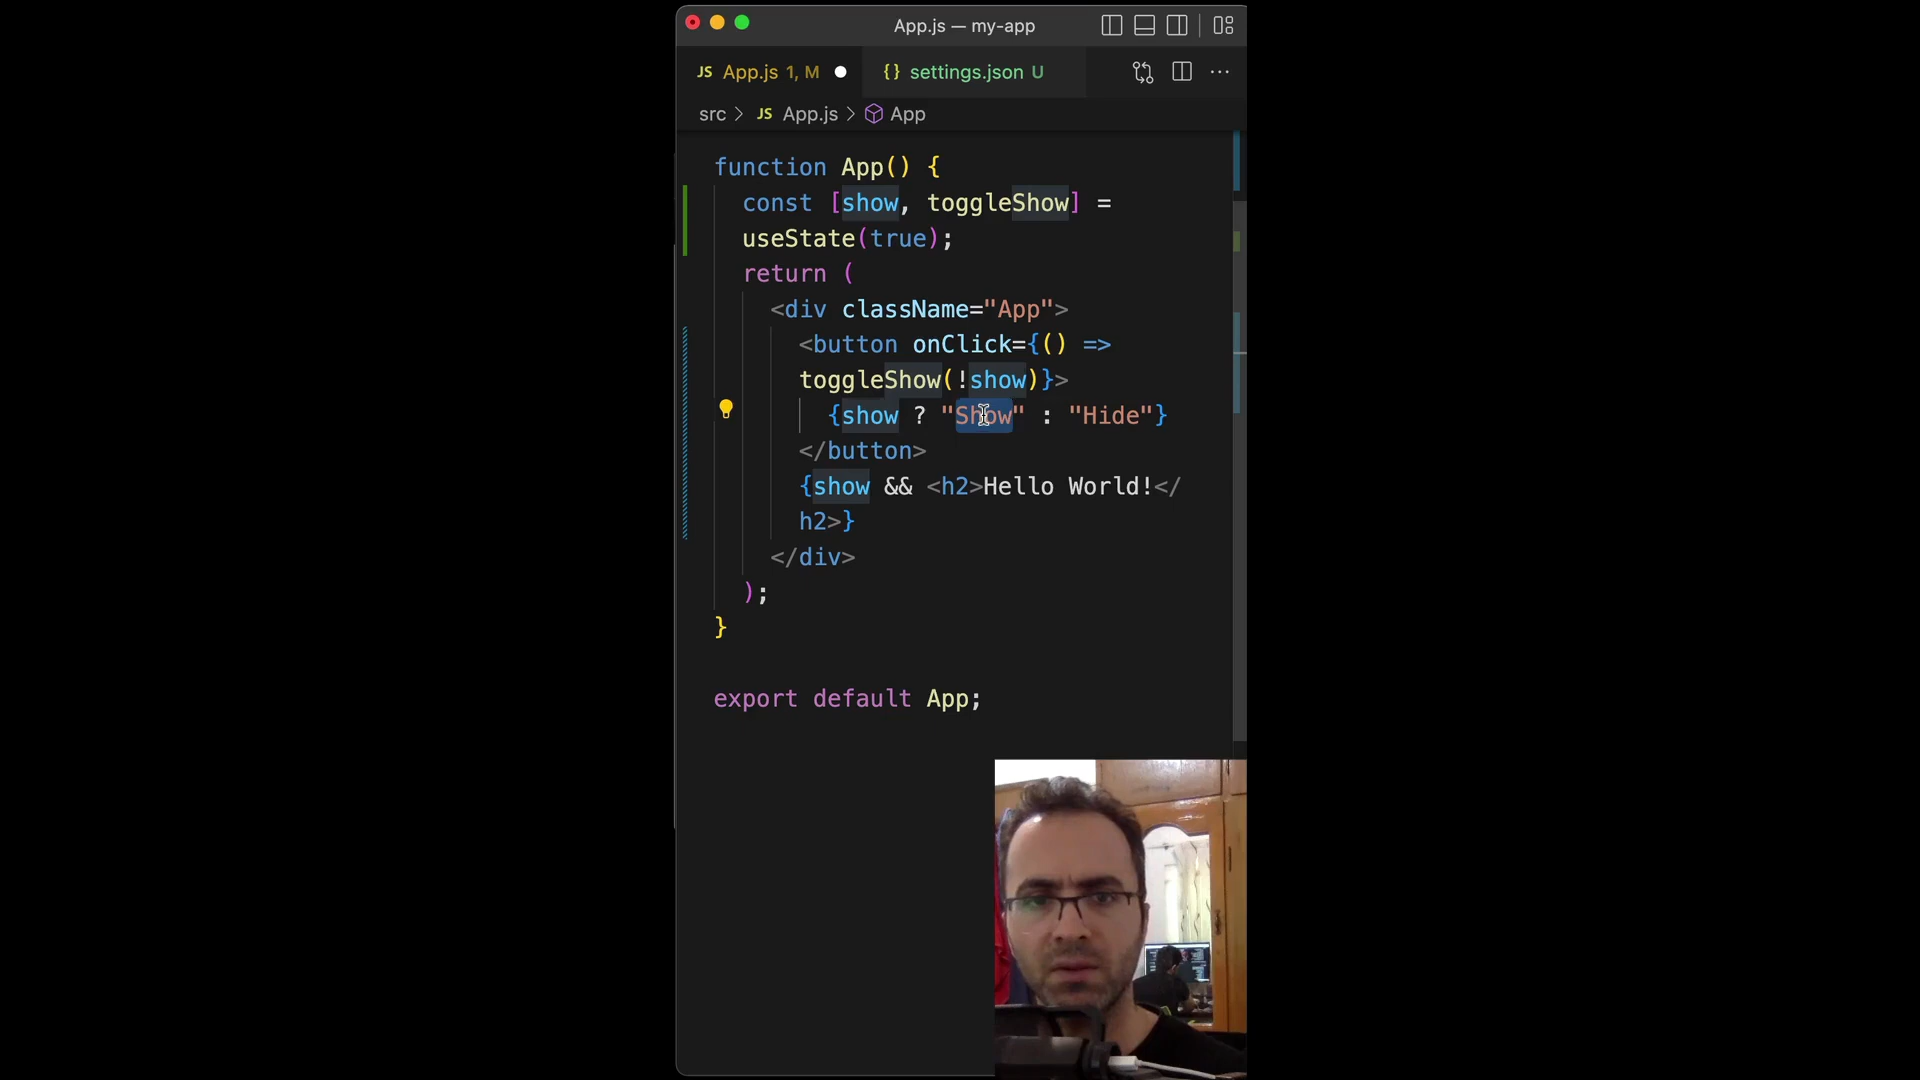 App.js — my-app
JS App.js 1, M
{} settings.json U
src > JS App.js > App
function App() {
const [show, toggleShow] =
useState(true);
return (
<div className="App">
<button onClick={() =>
toggleShow(!show)}>
{show ? "Show" : "Hide"}
</button>
{show && <h2>Hello World!</
h2>}
</div>
);
}
export default App;